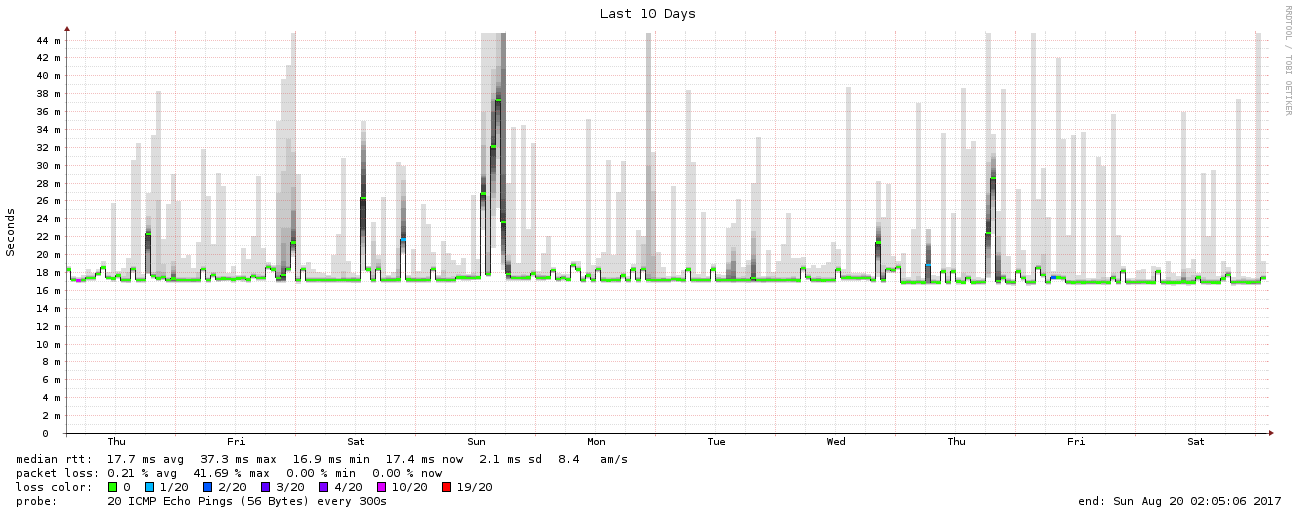 Last 10 Days
RRDTOOL / TOBI OETIKER
Seconds
44 m
42 m
40 m
38 m
36 m
34 m
32 m
30 m
28 m
26 m
24 m
22 m
20 m
18 m
16 m
14 m
12 m
10 m
8 m
6 m
4 m
2 m
0
Thu Fri Sat Sun Mon Tue Wed Thu Fri Sat
median rtt: 17.7 ms avg 37.3 ms max 16.9 ms min 17.4 ms now 2.1 ms sd 8.4 am/s
packet loss: 0.21 % avg 41.69 % max 0.00 % min 0.00 % now
loss color: 0 1/20 2/20 3/20 4/20 10/20 19/20
probe: 20 ICMP Echo Pings (56 Bytes) every 300s
end: Sun Aug 20 02:05:06 2017